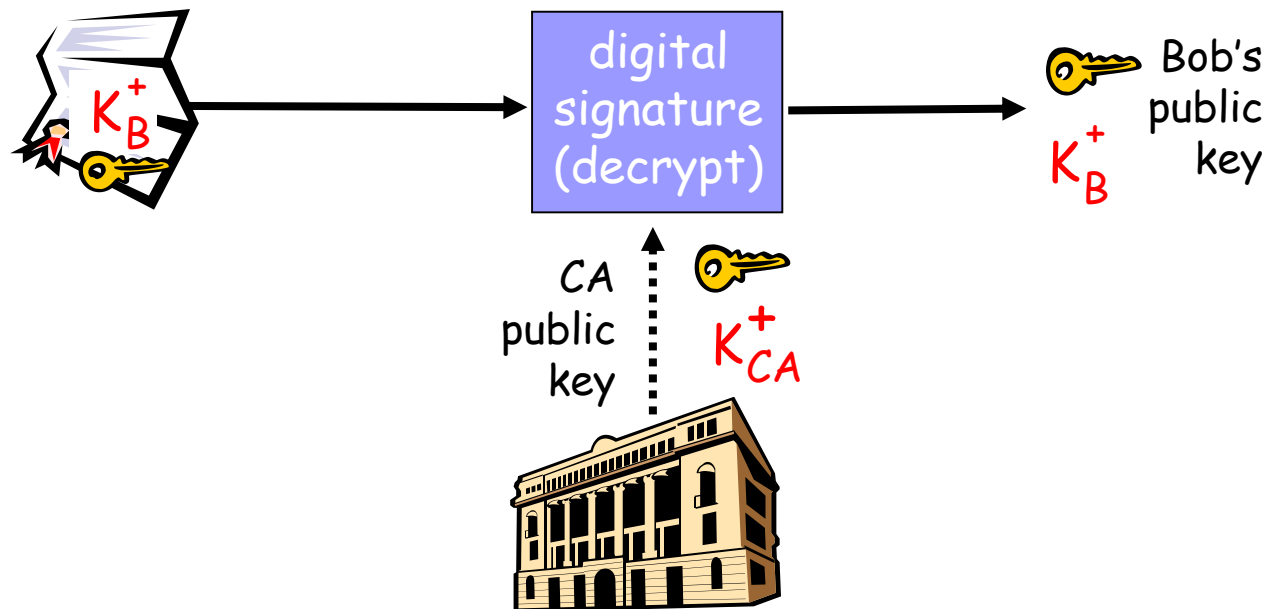 K+B
digital
signature
(decrypt)
Bob's
public
key
K+B
CA
public
key
K+CA